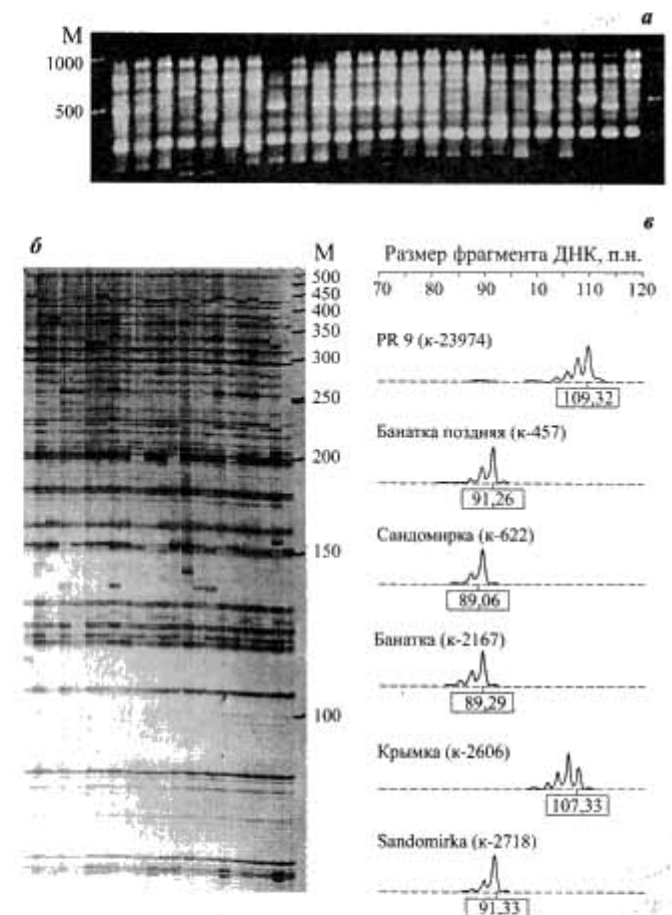 а
М
1000
500
б
М
500
450
400
350
300
250
200
150
100
в
Размер фрагмента ДНК, п.н.
70 90 10 110 120
PR 9 (к-23974)
109,32
Банатка поздняя (к-457)
91,26
Сандомирка (к-622)
89,06
Банатка (к-2167)
89,29
Крымка (к-2606)
107,33
Sandomirka (к-2718)
91,33